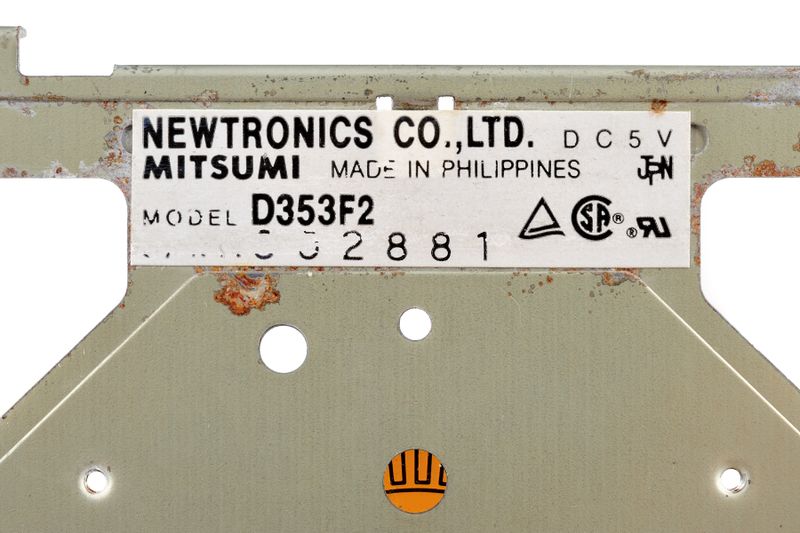 NEWTRONICS CO.,LTD. DC5V
MITSUMI MADE IN PHILIPPINES JPN
MODEL D353F2
2881